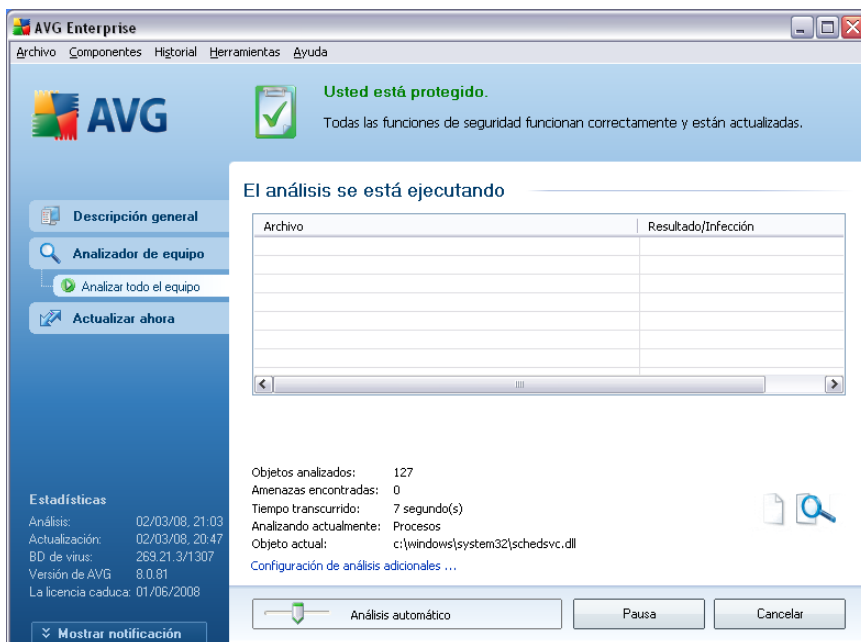 AVG Enterprise
Archivo Componentes Historial Herramientas Ayuda
AVG
Usted está protegido.
Todas las funciones de seguridad funcionan correctamente y están actualizadas.
Descripción general
Analizador de equipo
Analizar todo el equipo
Actualizar ahora
El análisis se está ejecutando
Archivo Resultado/Infección
Objetos analizados: 127
Amenazas encontradas: 0
Tiempo transcurrido: 7 segundo(s)
Analizando actualmente: Procesos
Objeto actual: c:\windows\system32\schedsvc.dll
Configuración de análisis adicionales ...
Estadísticas
Análisis: 02/03/08, 21:03
Actualización: 02/03/08, 20:47
BD de virus: 269.21.3/1307
Versión de AVG 8.0.81
La licencia caduca: 01/06/2008
Mostrar notificación
Análisis automático
Pausa
Cancelar